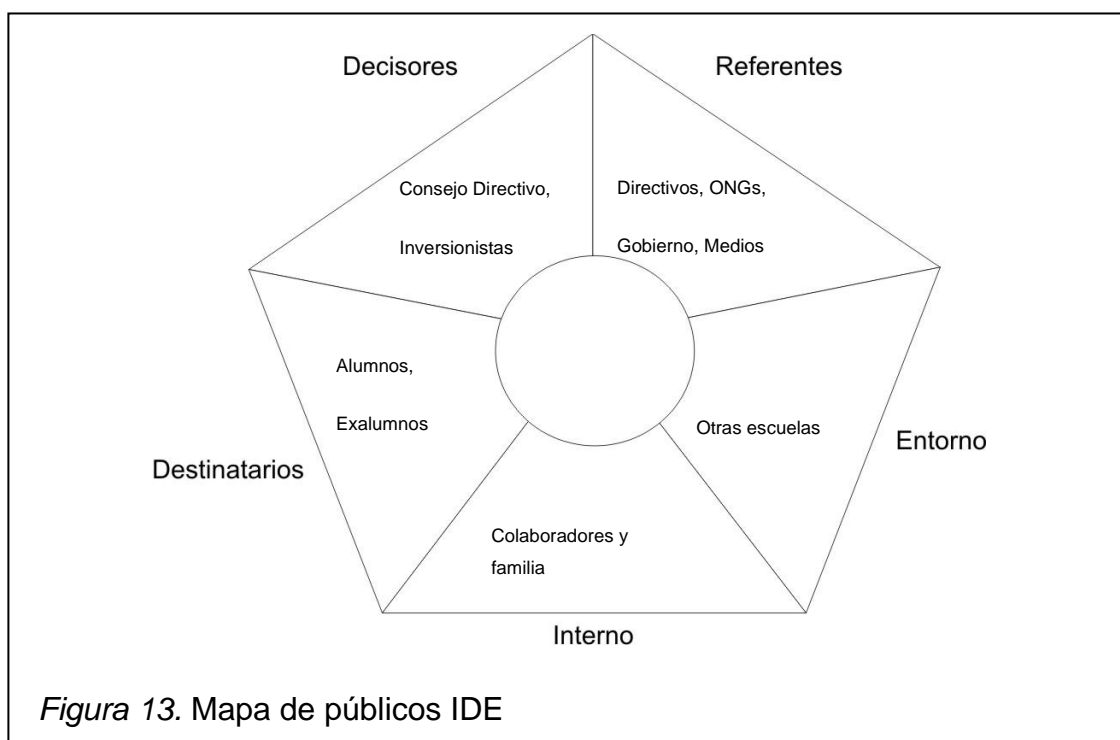 Decisores
Referentes
Consejo Directivo,
Inversionistas
Directivos, ONGs,
Gobierno, Medios
Alumnos,
Exalumnos
Otras escuelas
Entorno
Destinatarios
Colaboradores y
familia
Interno
Figura 13. Mapa de públicos IDE